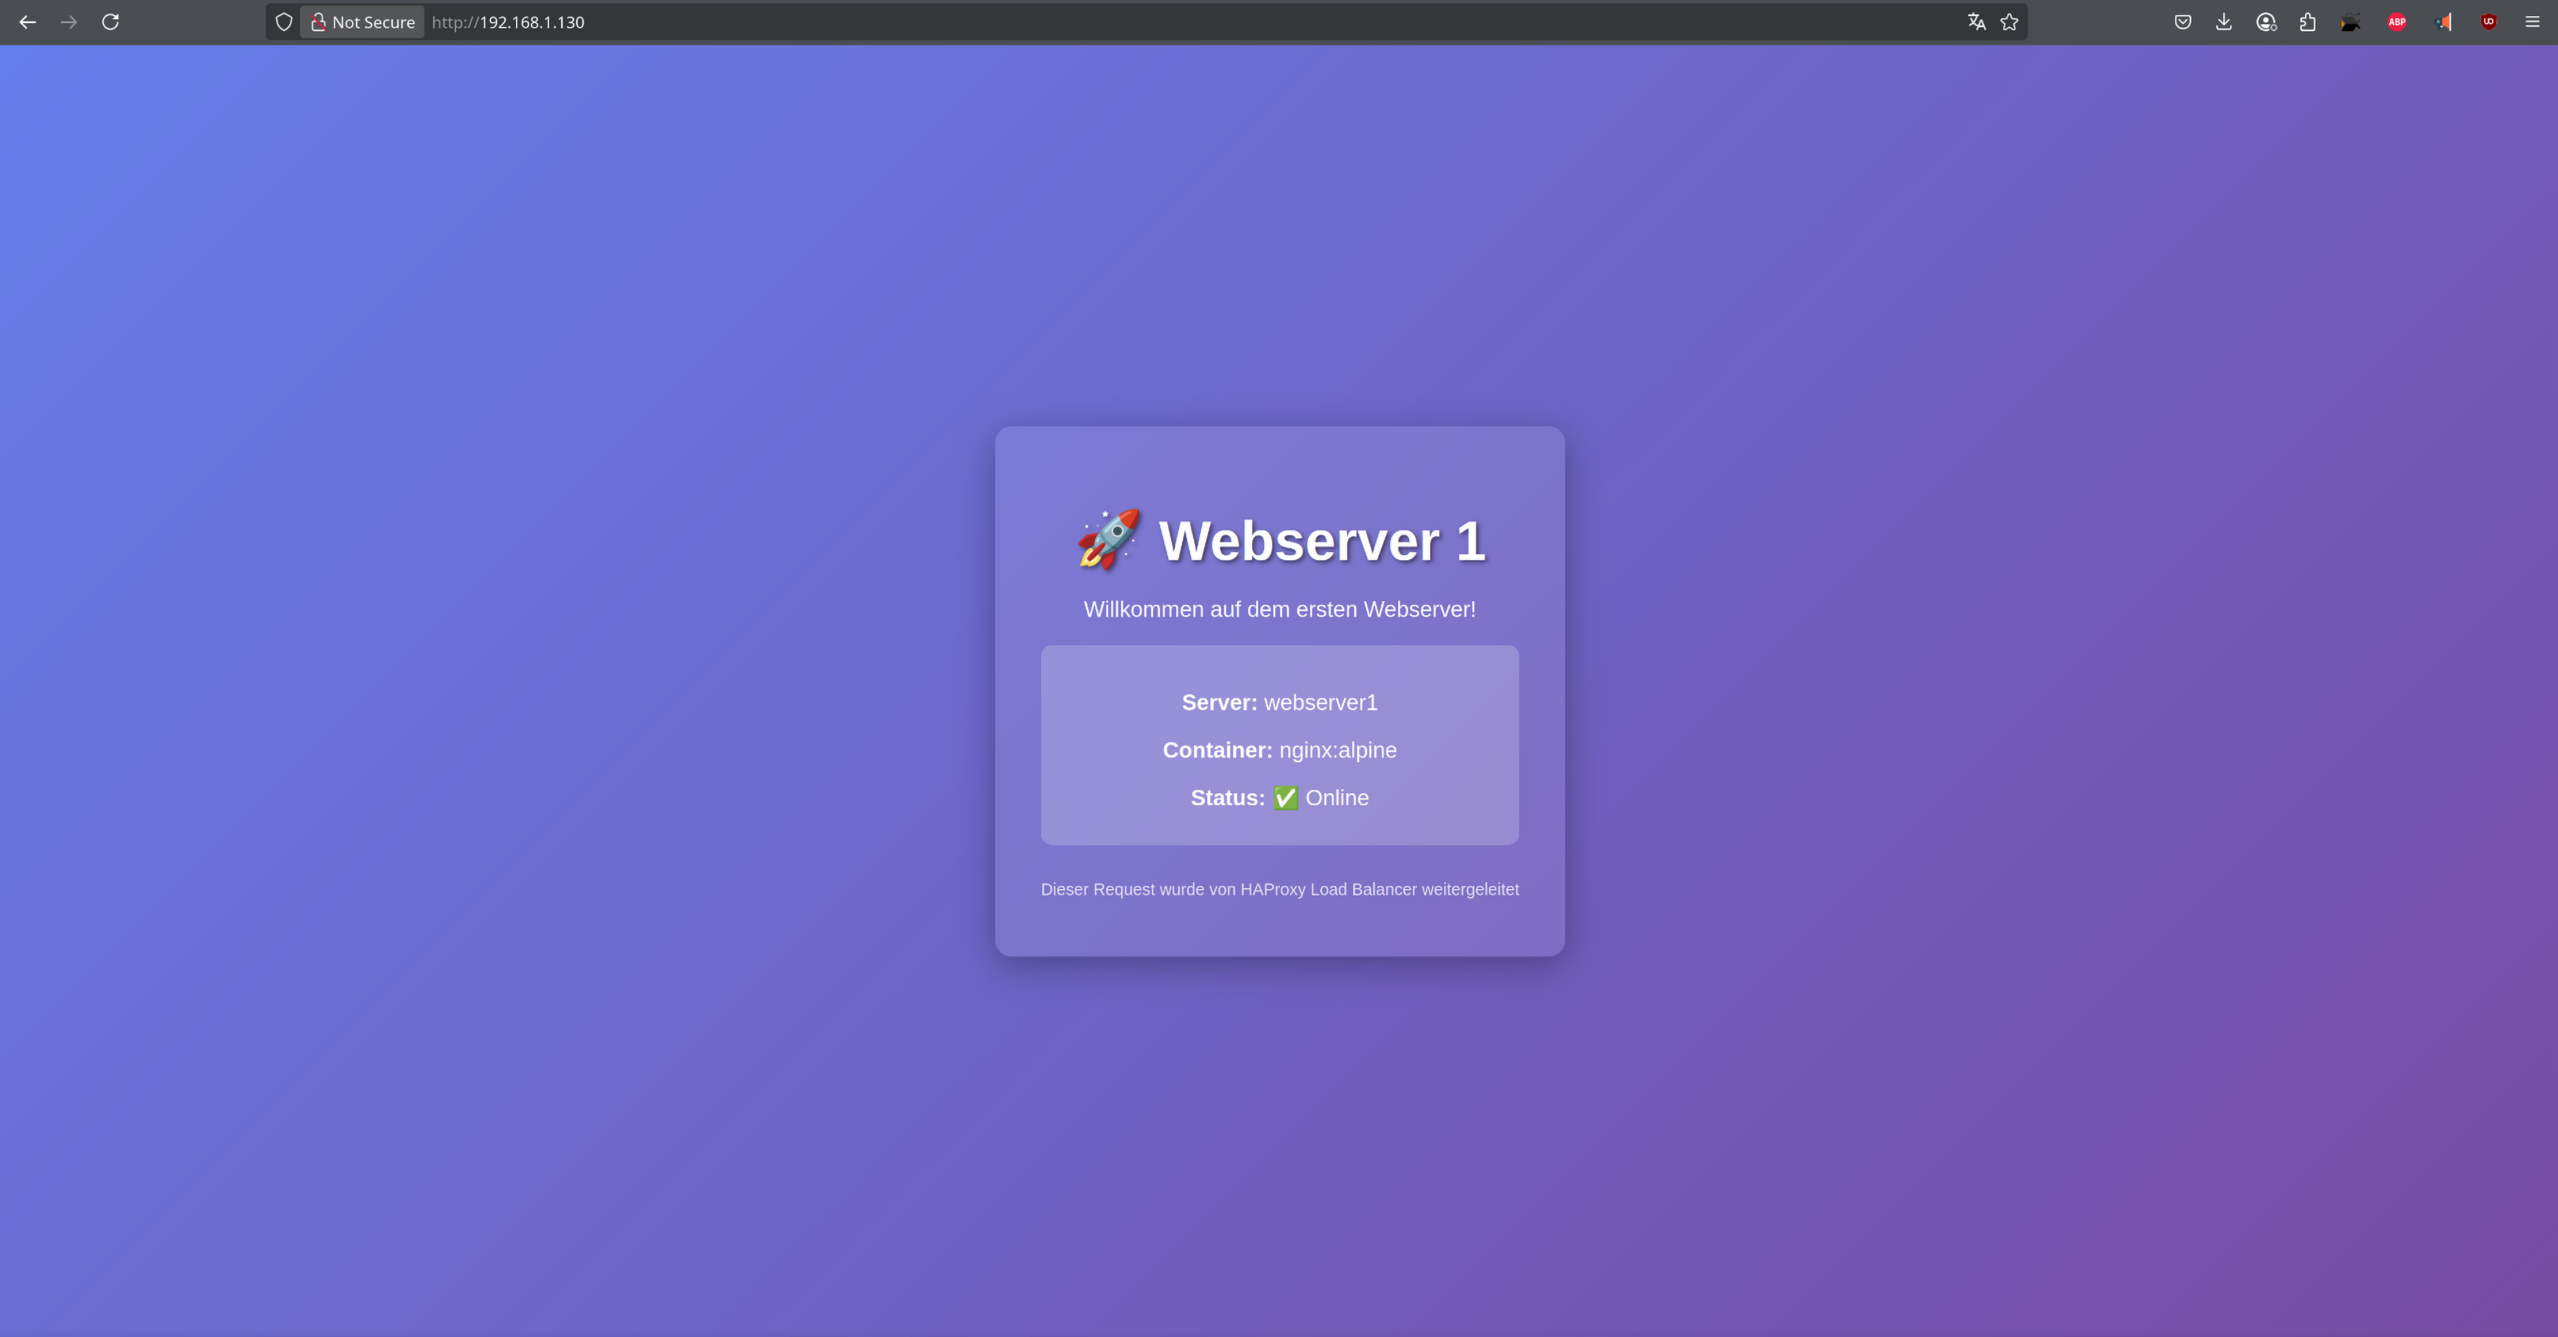 Not Secure http://192.168.1.130
ABP
🚀 Webserver 1
Willkommen auf dem ersten Webserver!
Server: webserver1
Container: nginx:alpine
Status: ✅ Online
Dieser Request wurde von HAProxy Load Balancer weitergeleitet